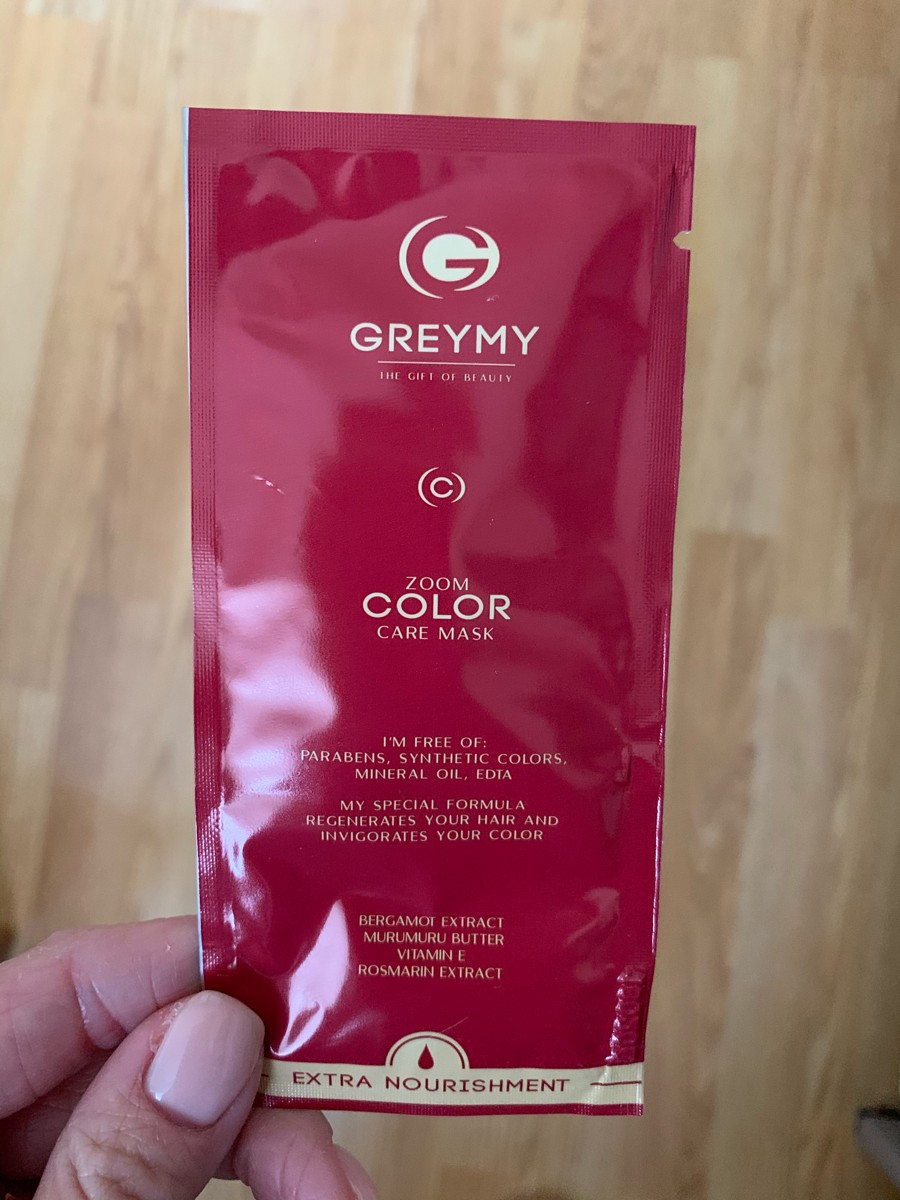 G
GREYMY
THE GIFT OF BEAUTY
(C)
ZOOM
COLOR
CARE MASK
I'M FREE OF:
PARABENS, SYNTHETIC COLORS,
MINERAL OIL, EDTA
MY SPECIAL FORMULA
REGENERATES YOUR HAIR AND
INVIGORATES YOUR COLOR
BERGAMOT EXTRACT
MURUMURU BUTTER
VITAMIN E
ROSMARIN EXTRACT
EXTRA NOURISHMENT